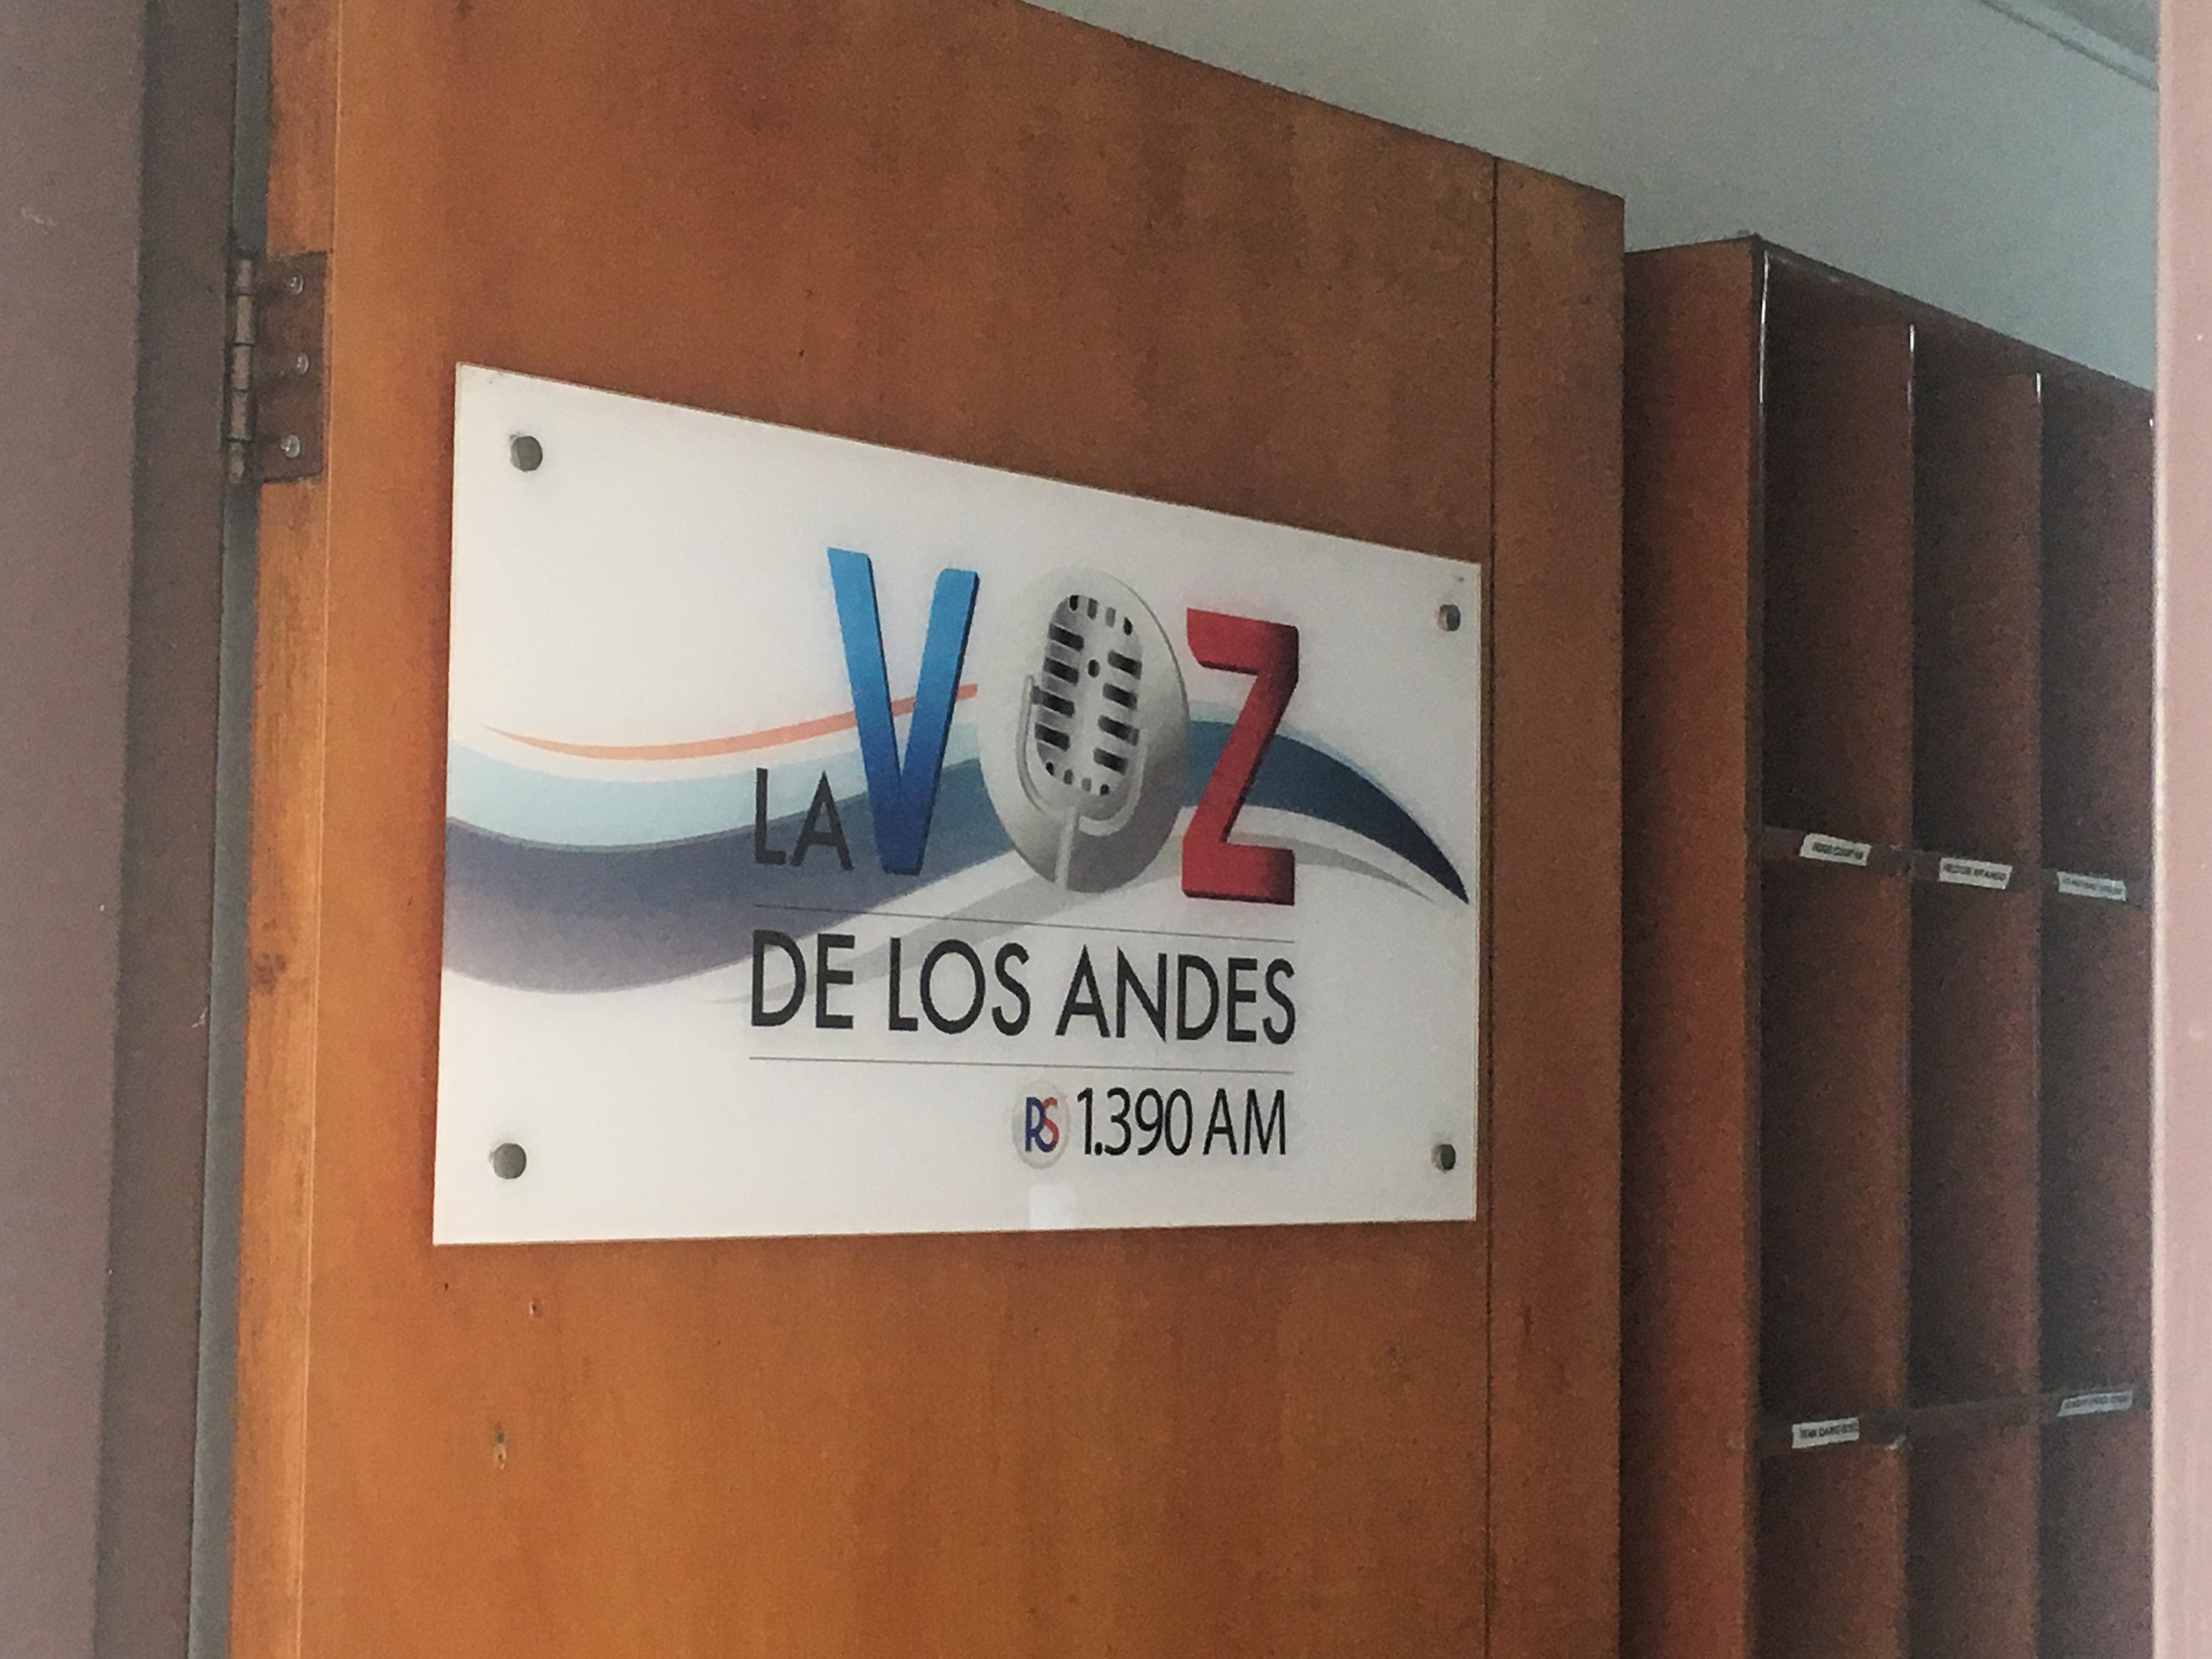 LA VOZ
DE LOS ANDES
RS 1.390 AM